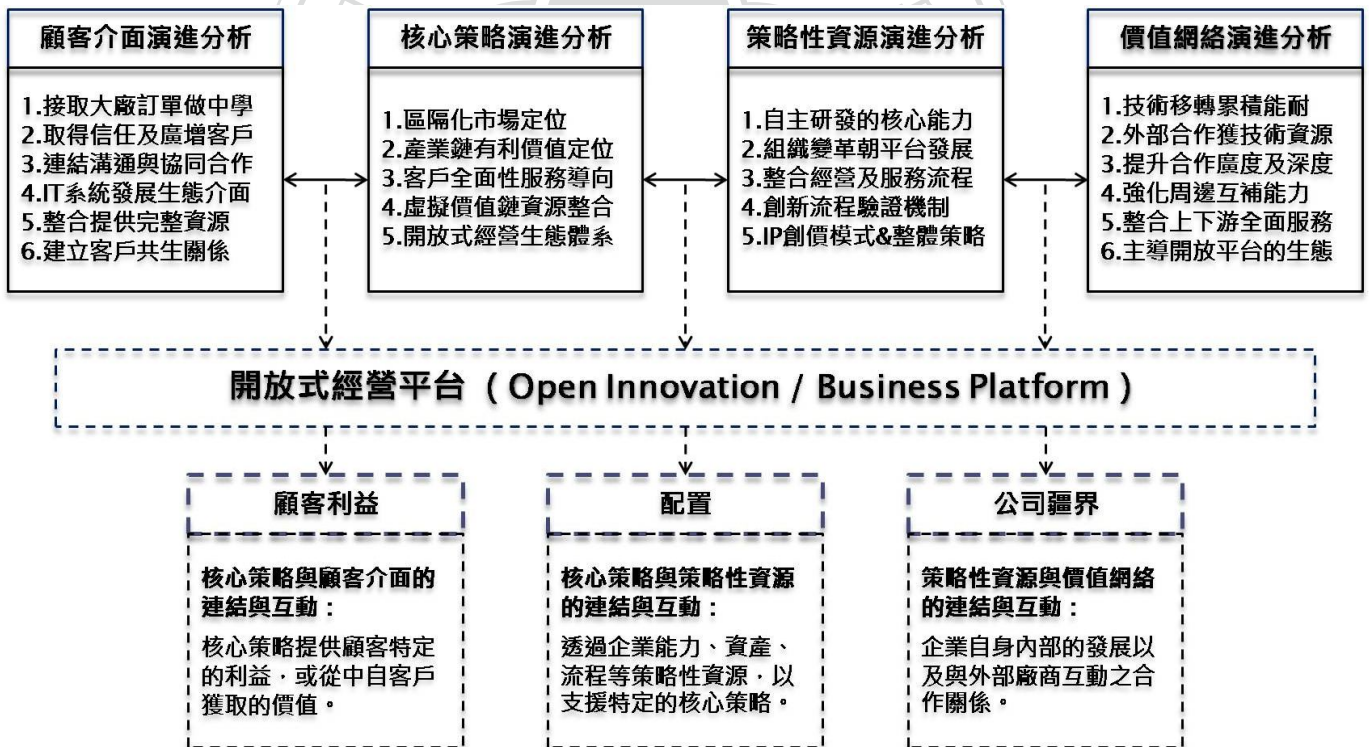 顧客介面演進分析
1.接取大廠訂單做中學
2.取得信任及廣增客戶
3.連結溝通與協同合作
4.IT系統發展生態介面
5.整合提供完整資源
6.建立客戶共生關係
核心策略演進分析
1.區隔化市場定位
2.產業鏈有利價值定位
3.客戶全面性服務導向
4.虛擬價值鏈資源整合
5.開放式經營生態體系
策略性資源演進分析
1.自主研發的核心能力
2.組織變革朝平台發展
3.整合經營及服務流程
4.創新流程驗證機制
5.IP創價模式&整體策略
價值網絡演進分析
1.技術移轉累積能耐
2.外部合作獲技術資源
3.提升合作廣度及深度
4.強化周邊互補能力
5.整合上下游全面服務
6.主導開放平台的生態
開放式經營平台 （Open Innovation / Business Platform）
顧客利益
核心策略與顧客介面的
連結與互動：
核心策略提供顧客特定
的利益，或從中自客戶
獲取的價值。
配置
核心策略與策略性資源
的連結與互動：
透過企業能力、資產、
流程等策略性資源，以
支援特定的核心策略。
公司疆界
策略性資源與價值網絡
的連結與互動：
企業自身內部的發展以
及與外部廠商互動之合
作關係。